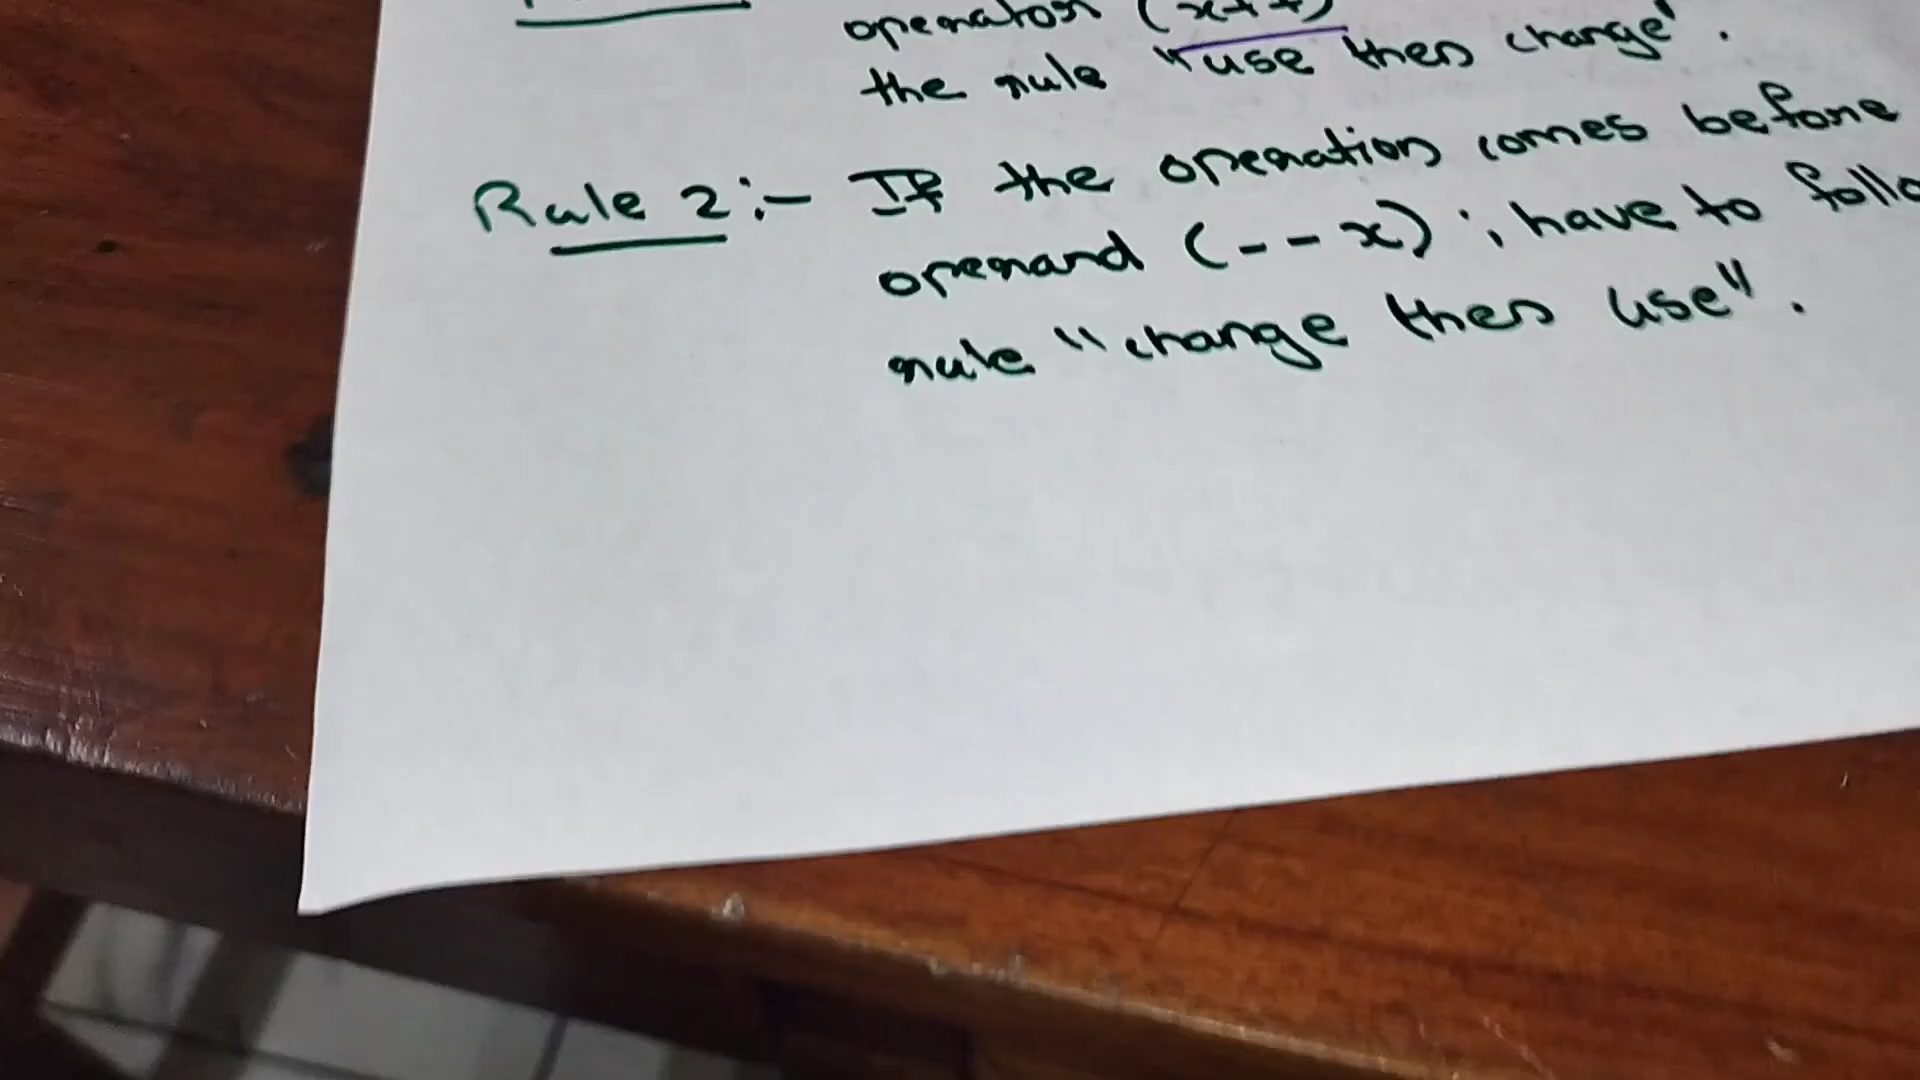 operator (x++)
the rule "use then change".
Rule 2:- If the operation comes before
operand (--x); have to follo
rule "change then use".